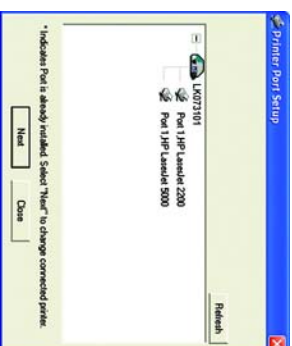 Printer Port Setup
Refresh
LK073101
Port 1,HP LaserJet 2200
Port 1,HP LaserJet 5000
* Indicates Port is already installed. Select "Next" to change connected printer.
Next
Close